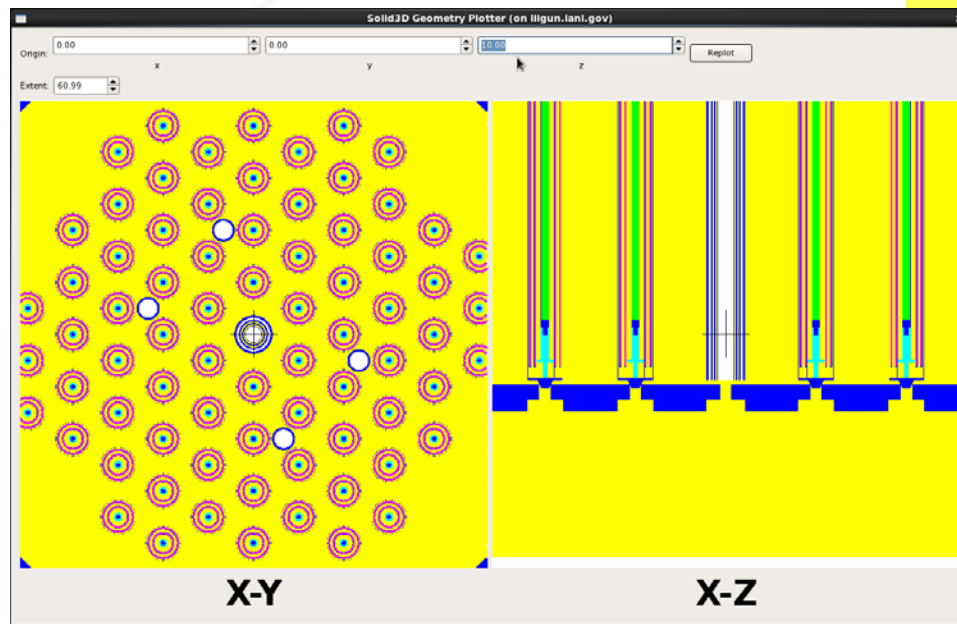 Solid3D Geometry Plotter (on lilgun.lanl.gov)
Origin: 0.00 0.00 10.00 Replot
x y z
Extent: 60.99
X-Y X-Z